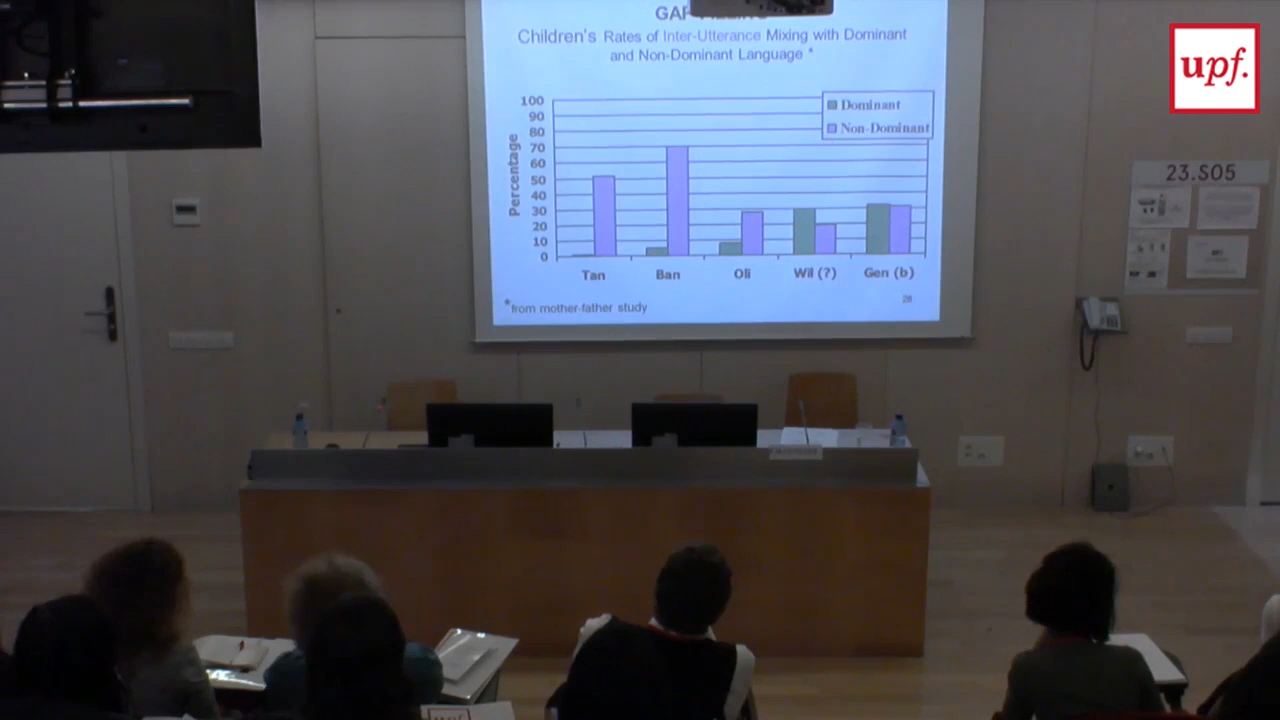 Children's Rates of Inter-Utterance Mixing with Dominant
and Non-Dominant Language *
Dominant
Non-Dominant
Percentage
100
90
80
70
60
50
40
30
20
10
0
Tan
Ban
Oli
Wil (?)
Gen (b)
*from mother-father study
26
upf.
23.S05
upf.